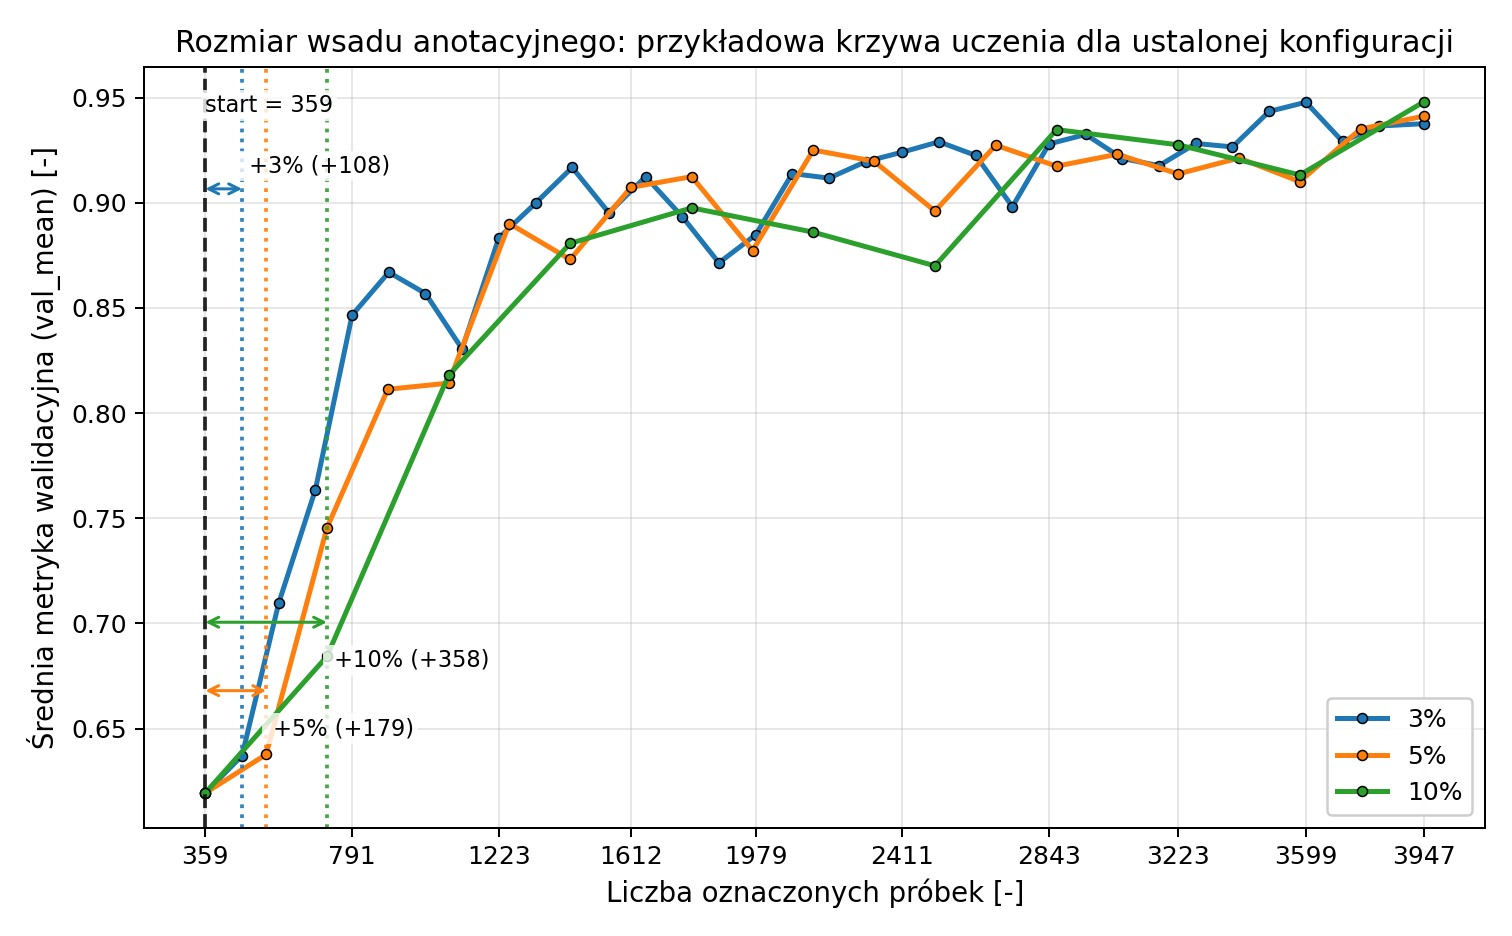 Rozmiar wsadu anotacyjnego: przykładowa krzywa uczenia dla ustalonej konfiguracji
Średnia metryka walidacyjna (val_mean) [-]
0.95
0.90
0.85
0.80
0.75
0.70
0.65
start = 359
+3% (+108)
+10% (+358)
+5% (+179)
3%
5%
10%
359 791 1223 1612 1979 2411 2843 3223 3599 3947
Liczba oznaczonych próbek [-]